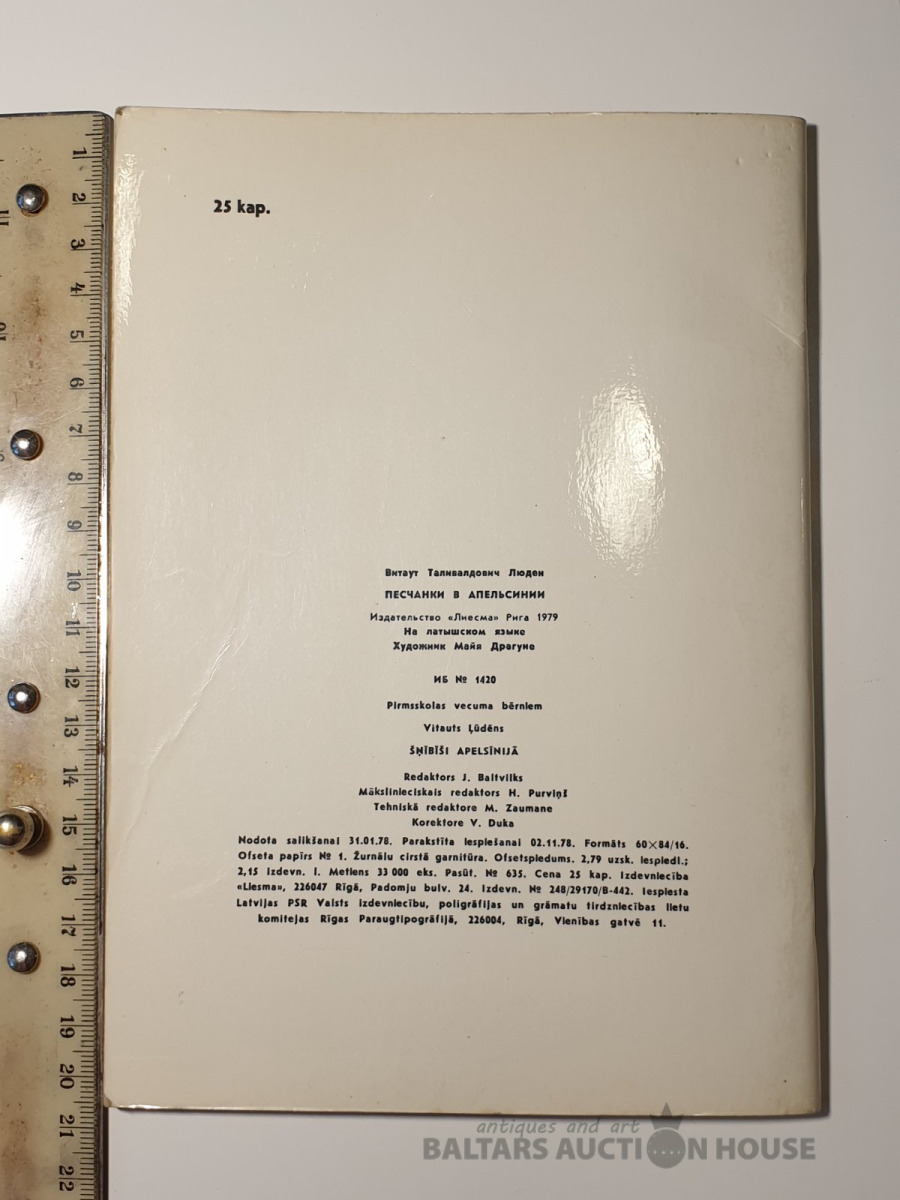 25 kap.
Витаут Таливалдович Люден
ПЕСЧАНКИ В АПЕЛЬСИНИИ
Издательство «Лиесма» Рига 1979
На латышском языке
Художник Майя Драгуне
ИБ № 1420
Pirmsskolas vecuma bērniem
Vitauts Ļūdēns
ŠŅĪBĪŠI APELSĪNIJĀ
Redaktors J. Baltvilks
Mākslinieciskais redaktors H. Purviņš
Tehniskā redaktore M. Zaumane
Korektore V. Duka
Nodota salikšanai 31.01.78. Parakstīta iespiešanai 02.11.78. Formāts 60×84/16.
Ofseta papīrs № 1. Žurnālu cirstā garnitūra. Ofsetspiedums. 2,79 uzsk. iespiedl.;
2,15 izdevn. l. Metiens 33 000 eks. Pasūt. № 635. Cena 25 kap. Izdevniecība
«Liesma», 226047 Rīgā, Padomju bulv. 24. Izdevn. № 248/29170/B-442. Iespiesta
Latvijas PSR Valsts izdevniecību, poligrāfijas un grāmatu tirdzniecības lietu
komitejas Rīgas Paraugtipogrāfijā, 226004, Rīgā, Vienības gatvē 11.
1
2
3
4
5
6
7
8
9
10
11
12
13
14
15
16
17
18
19
20
21
22
antiques and art
BALTARS AUCTION HOUSE